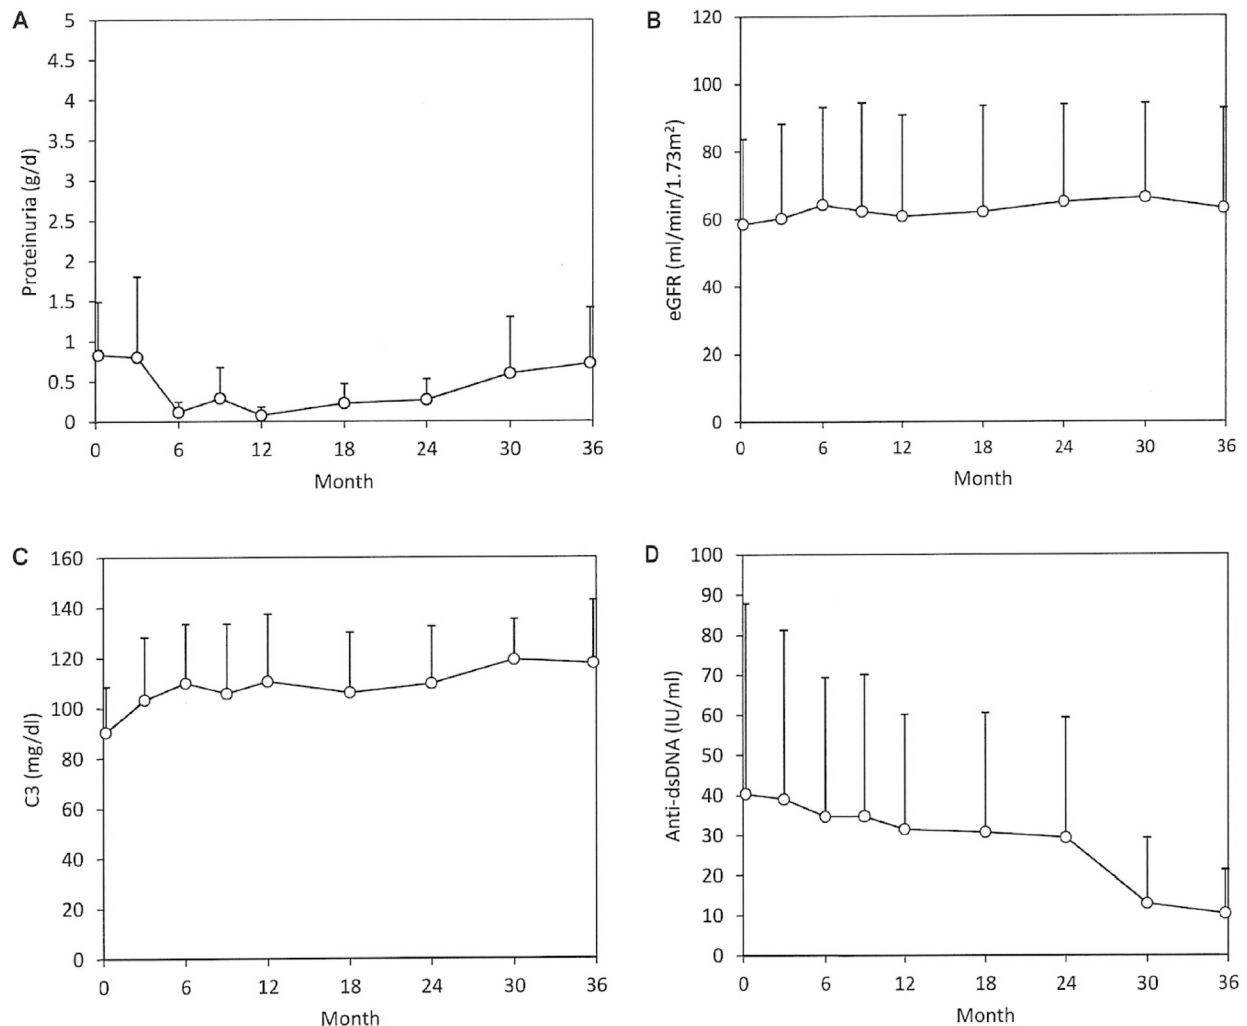 A
5
4.5
4
3.5
3
2.5
2
1.5
1
0.5
0
Proteinuria (g/d)
0 6 12 18 24 30 36
Month
B
120
100
80
60
40
20
0
eGFR (ml/min/1.73m²)
0 6 12 18 24 30 36
Month
C
160
140
120
100
80
60
40
20
0
C3 (mg/dl)
0 6 12 18 24 30 36
Month
D
100
90
80
70
60
50
40
30
20
10
0
Anti-dsDNA (IU/ml)
0 6 12 18 24 30 36
Month